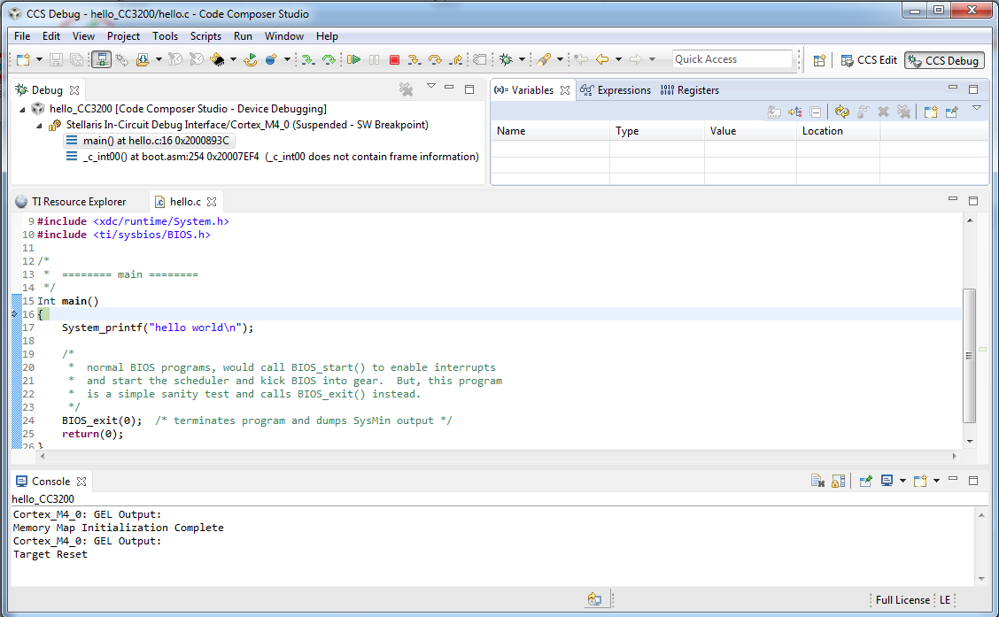 CCS Debug - hello_CC3200/hello.c - Code Composer Studio
File Edit View Project Tools Scripts Run Window Help
Quick Access
CCS Edit
CCS Debug
Debug
hello_CC3200 [Code Composer Studio - Device Debugging]
Stellaris In-Circuit Debug Interface/Cortex_M4_0 (Suspended - SW Breakpoint)
main() at hello.c:16 0x2000893C
_c_int00() at boot.asm:254 0x20007EF4 (_c_int00 does not contain frame information)
(x)= Variables
Expressions
1010 0101 Registers
Name Type Value Location
TI Resource Explorer
hello.c
9 #include <xdc/runtime/System.h>
10 #include <ti/sysbios/BIOS.h>
11
12 /*
13  *  ======== main ========
14  */
15 Int main()
16 {
17     System_printf("hello world\n");
18
19     /*
20      *  normal BIOS programs, would call BIOS_start() to enable interrupts
21      *  and start the scheduler and kick BIOS into gear.  But, this program
22      *  is a simple sanity test and calls BIOS_exit() instead.
23      */
24     BIOS_exit(0);  /* terminates program and dumps SysMin output */
25     return(0);
26 }
Console
hello_CC3200
Cortex_M4_0: GEL Output:
Memory Map Initialization Complete
Cortex_M4_0: GEL Output:
Target Reset
Full License LE